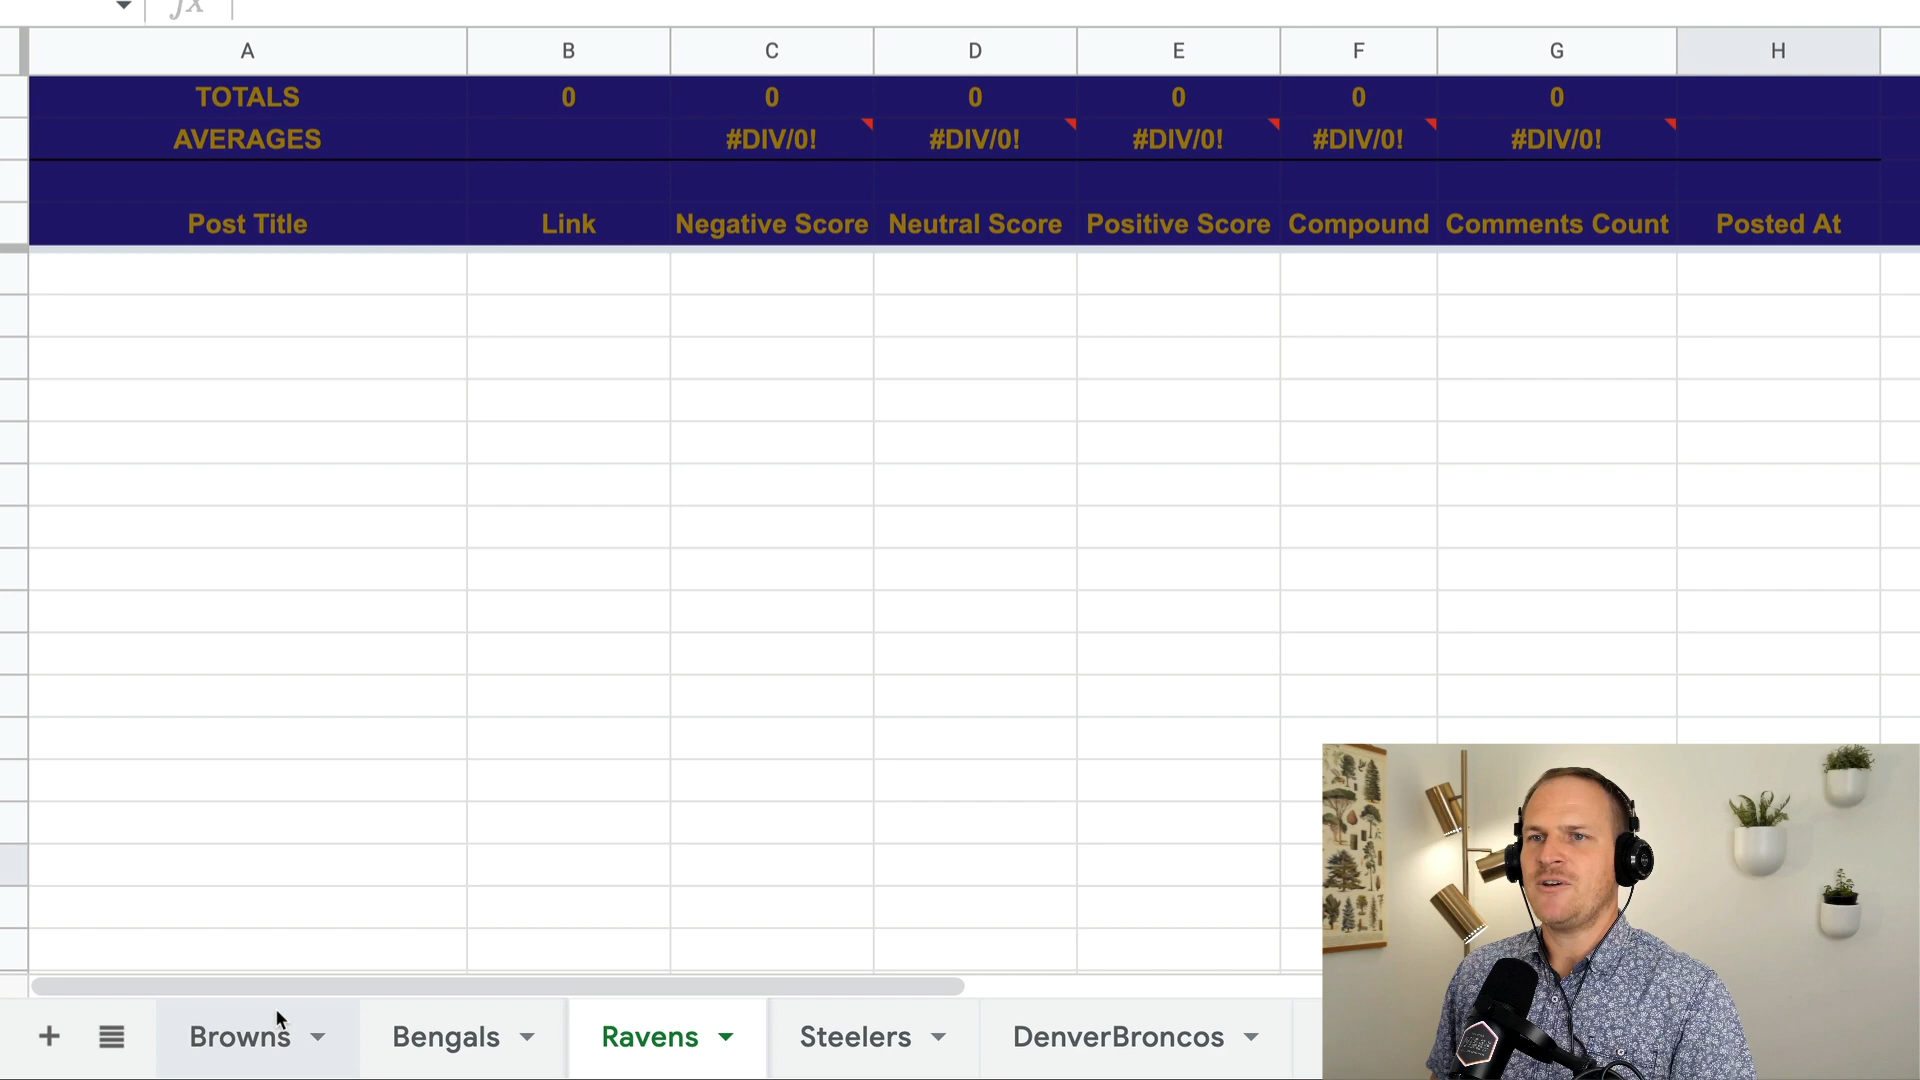 fx
A B C D E F G H
TOTALS 0 0 0 0 0 0
AVERAGES #DIV/0! #DIV/0! #DIV/0! #DIV/0! #DIV/0!
Post Title Link Negative Score Neutral Score Positive Score Compound Comments Count Posted At
Browns Bengals Ravens Steelers DenverBroncos